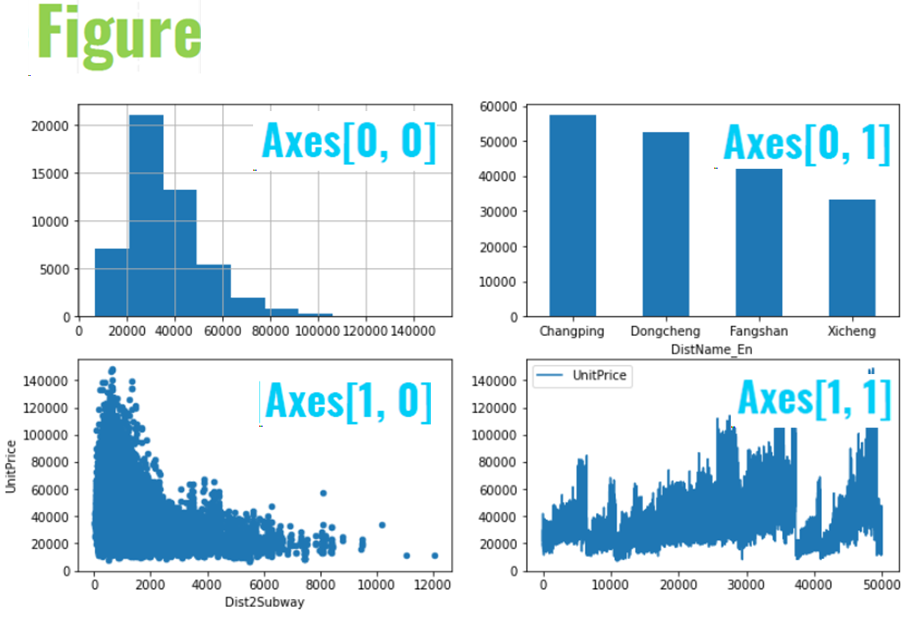 Figure
Axes[0, 0]
20000
15000
10000
5000
0
0 20000 40000 60000 80000 100000 120000 140000
Axes[0, 1]
60000
50000
40000
30000
20000
10000
0
Changping Dongcheng Fangshan Xicheng
DistName_En
Axes[1, 0]
UnitPrice
140000
120000
100000
80000
60000
40000
20000
0
0 2000 4000 6000 8000 10000 12000
Dist2Subway
UnitPrice
Axes[1, 1]
140000
120000
100000
80000
60000
40000
20000
0
0 10000 20000 30000 40000 50000